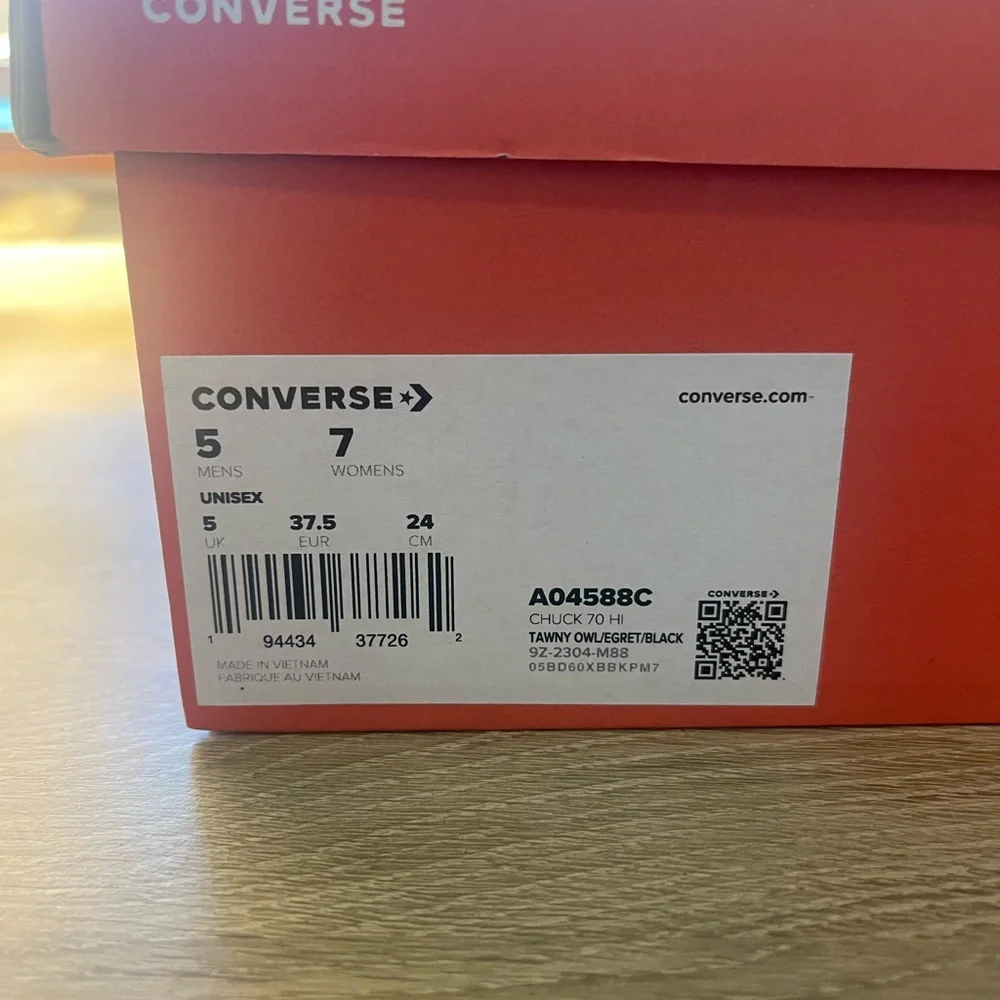 CONVERSE
CONVERSE
converse.com
5 7
MENS WOMENS
UNISEX
5 37.5 24
UK EUR CM
1 94434 37726 2
MADE IN VIETNAM
FABRIQUE AU VIETNAM
A04588C
CHUCK 70 HI
TAWNY OWL/EGRET/BLACK
9Z-2304-M88
05BD60XBBKPM7
CONVERSE